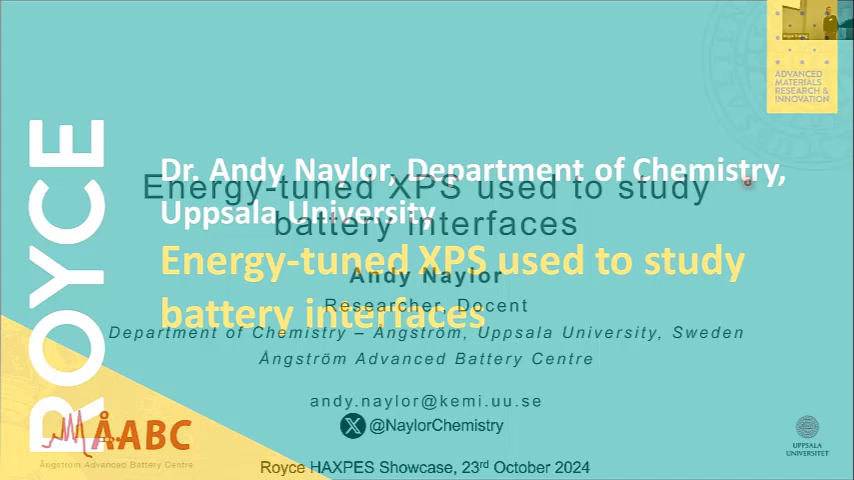 ADVANCED
MATERIALS
RESEARCH &
INNOVATION
ROYCE
Dr. Andy Naylor, Department of Chemistry,
Uppsala University
Energy-tuned XPS used to study
battery interfaces
Energy-tuned XPS used to study
battery interfaces
Andy Naylor
Researcher, Docent
Department of Chemistry – Ångström, Uppsala University, Sweden
Ångström Advanced Battery Centre
andy.naylor@kemi.uu.se
@NaylorChemistry
ÅABC
Ångström Advanced Battery Centre
UPPSALA
UNIVERSITET
Royce HAXPES Showcase, 23rd October 2024